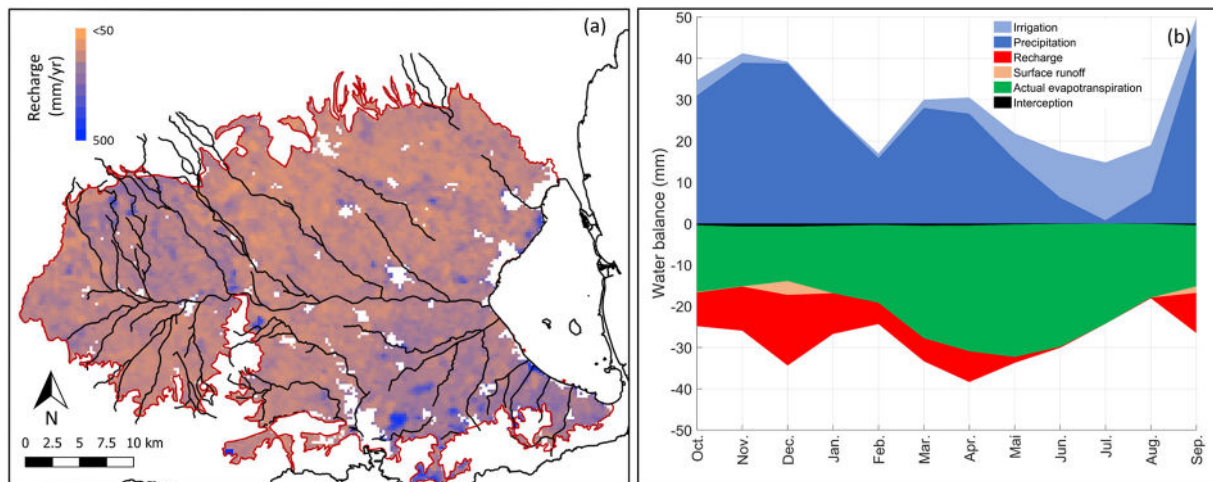 (a)
<50
500
Recharge
(mm/yr)
N
0 2.5 5 7.5 10 km
(b)
Irrigation
Precipitation
Recharge
Surface runoff
Actual evapotranspiration
Interception
Water balance (mm)
50
40
30
20
10
0
-10
-20
-30
-40
-50
Oct.
Nov.
Dec.
Jan.
Feb.
Mar.
Apr.
Mai
Jun.
Jul.
Aug.
Sep.